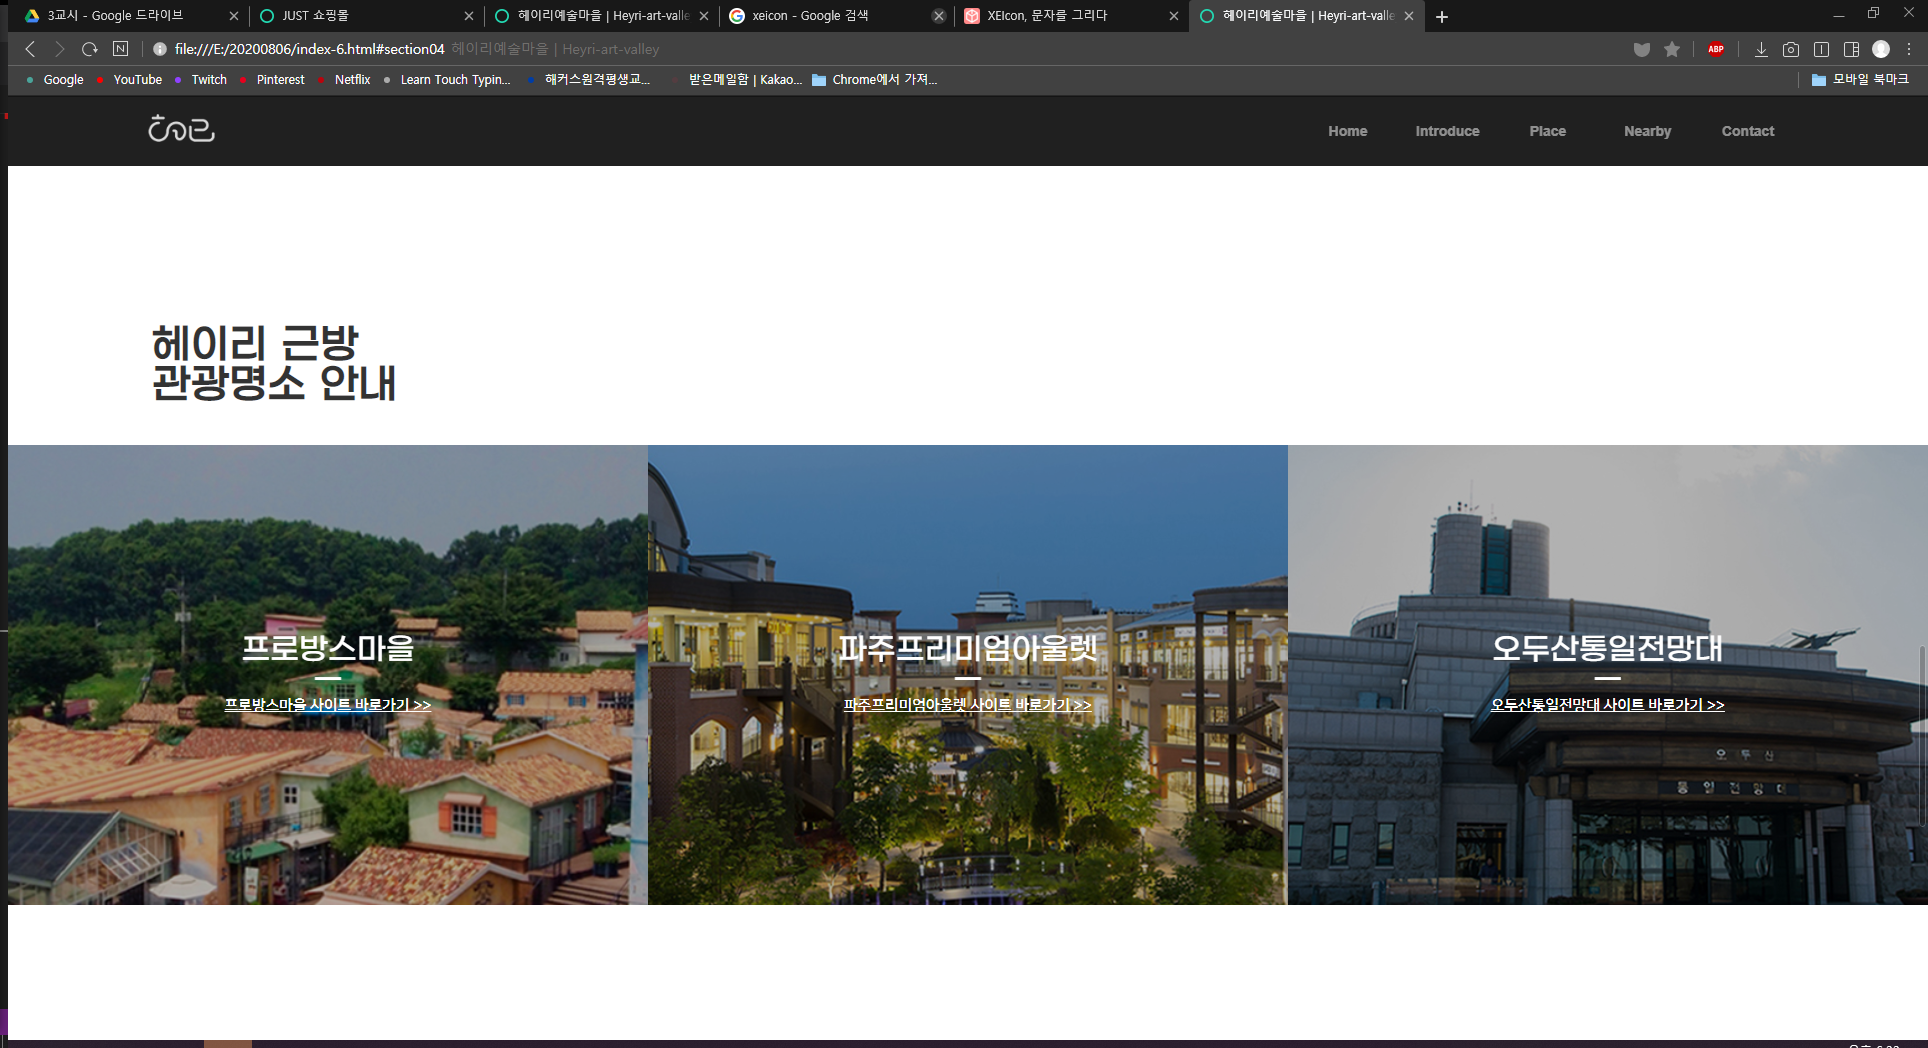 3교시 - Google 드라이브
JUST 쇼핑몰
헤이리예술마을 | Heyri-art-valle
xeicon - Google 검색
XEIcon, 문자를 그리다
헤이리예술마을 | Heyri-art-valle
file:///E:/20200806/index-6.html#section04 헤이리예술마을 | Heyri-art-valley
ABP
Google
YouTube
Twitch
Pinterest
Netflix
Learn Touch Typin...
해커스원격평생교...
받은메일함 | Kakao...
Chrome에서 가져...
모바일 북마크
Home
Introduce
Place
Nearby
Contact
헤이리 근방
관광명소 안내
프로방스마을
프로방스마을 사이트 바로가기 >>
파주프리미엄아울렛
파주프리미엄아울렛 사이트 바로가기 >>
오두산통일전망대
오두산통일전망대 사이트 바로가기 >>
오 두 산
통 일 전 망 대